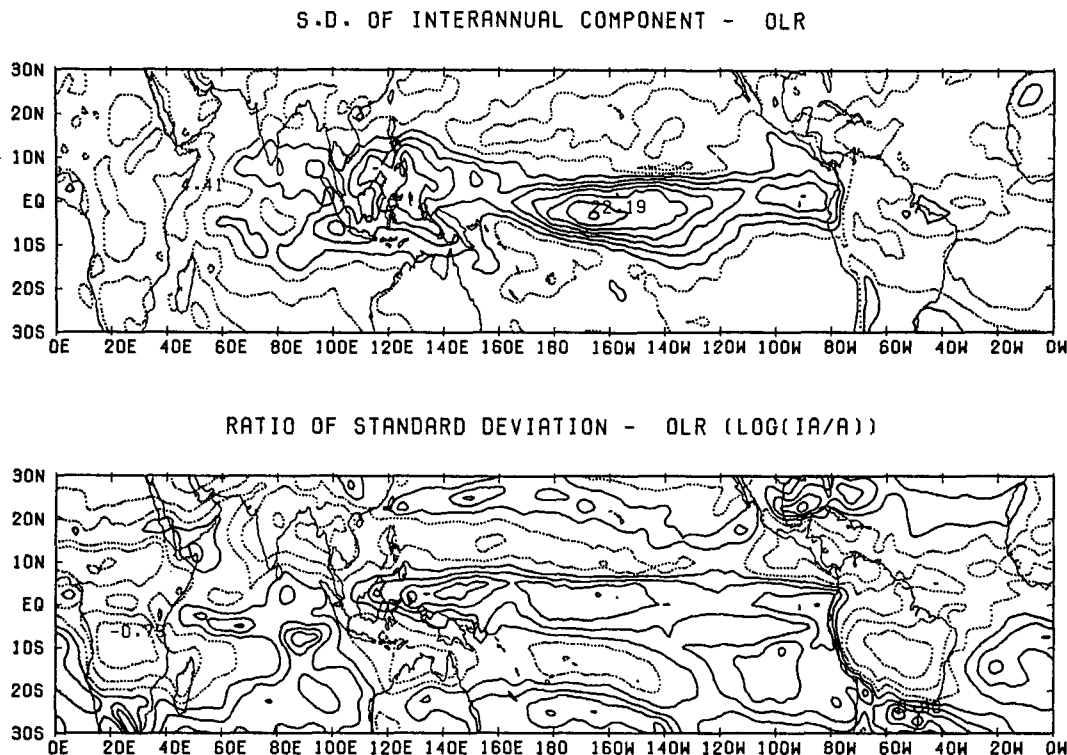 S.D. OF INTERANNUAL COMPONENT - OLR
30N
20N
10N
EQ
10S
20S
30S
4.41
22.19
0E 20E 40E 60E 80E 100E 120E 140E 160E 180 160W 140W 120W 100W 80W 60W 40W 20W 0W
RATIO OF STANDARD DEVIATION - OLR (LOG(IA/A))
30N
20N
10N
EQ
10S
20S
30S
0E 20E 40E 60E 80E 100E 120E 140E 160E 180 160W 140W 120W 100W 80W 60W 40W 20W 0W